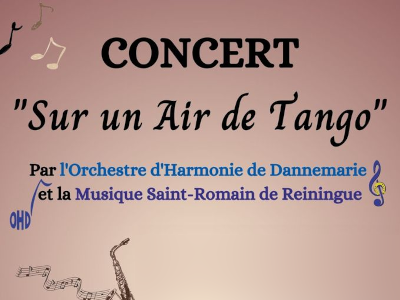 CONCERT
"Sur un Air de Tango"
Par l'Orchestre d'Harmonie de Dannemarie
et la Musique Saint-Romain de Reiningue
OHD